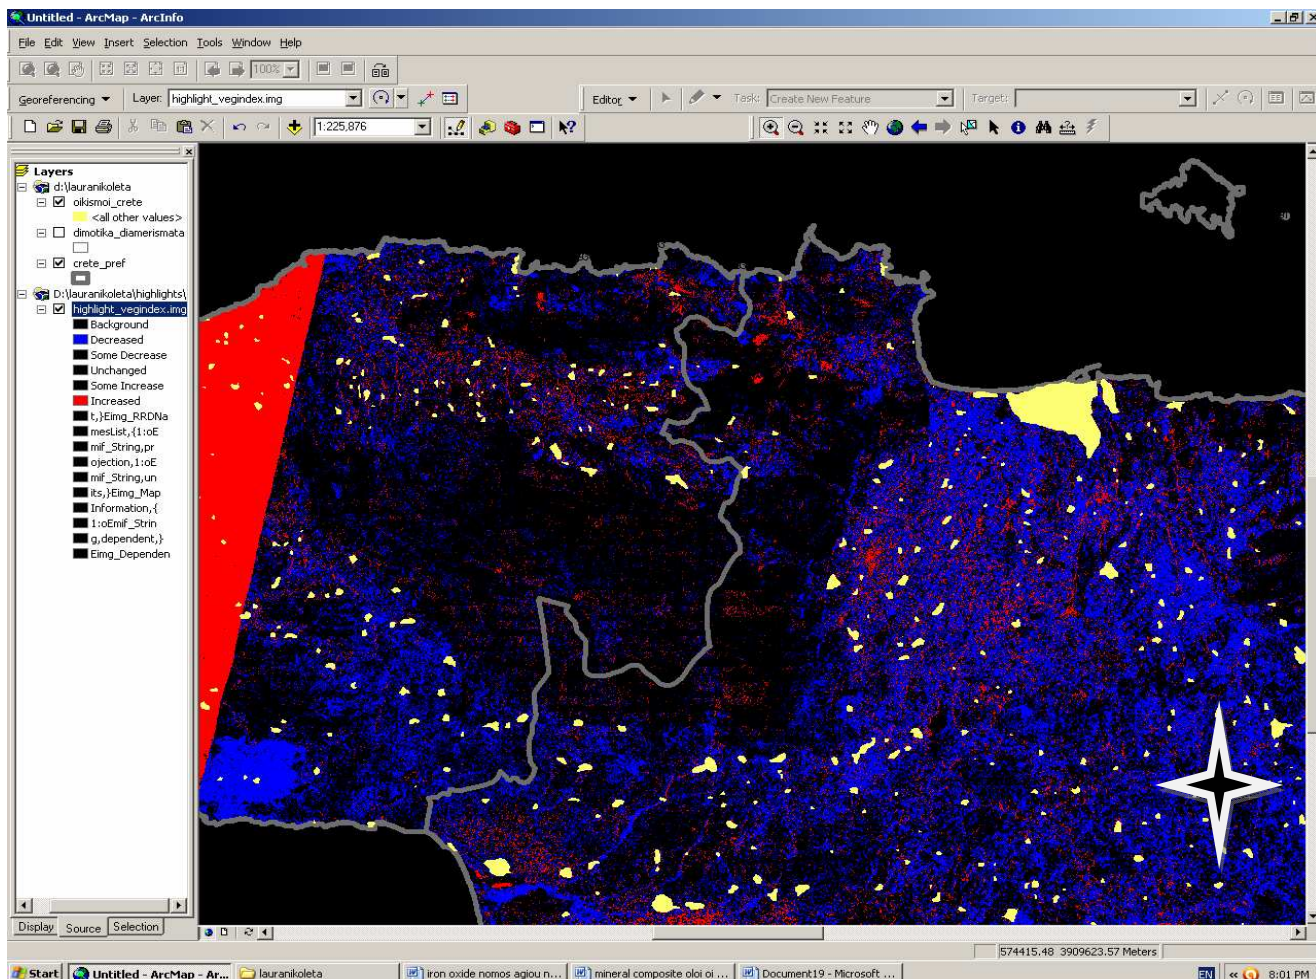 Untitled - ArcMap - ArcInfo
File Edit View Insert Selection Tools Window Help
100%
Georeferencing Layer: highlight_vegindex.img Editor Task: Create New Feature Target:
1:225,876
Layers
d:\lauranikoleta
oikismoi_crete
<all other values>
dimotika_diamerismata
crete_pref
D:\lauranikoleta\highlights\
highlight_vegindex.img
Background
Decreased
Some Decrease
Unchanged
Some Increase
Increased
t,}Eimg_RRDNa
mesList,{1:oE
mif_String,pr
ojection,1:oE
mif_String,un
its,}Eimg_Map
Information,{
1:oEmif_Strin
g,dependent,}
Eimg_Dependen
Display Source Selection
574415.48 3909623.57 Meters
Start Untitled - ArcMap - Ar... lauranikoleta iron oxide nomos agiou n... mineral composite oloi oi ... Document19 - Microsoft ... EN « 8:01 PM